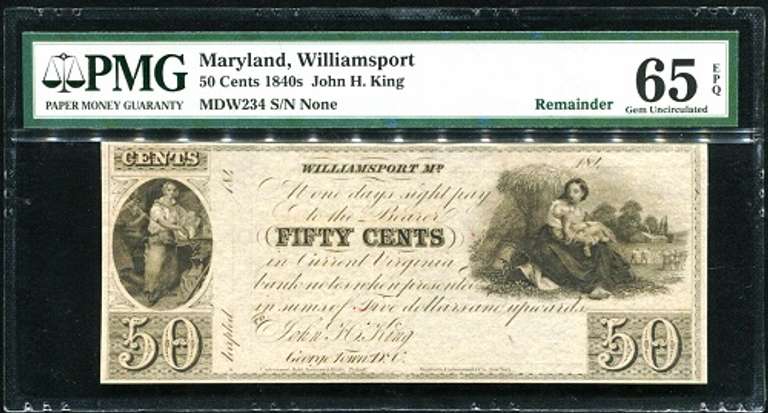 PMG
PAPER MONEY GUARANTY
Maryland, Williamsport
50 Cents 1840s John H. King
MDW234 S/N None
Remainder
65
EPQ
Gem Uncirculated
CENTS
WILLIAMSPORT Md.
184
184
At one days sight pay
to the Bearer
FIFTY CENTS
in Current Virginia
bank notes when presented
in sums of Five dollars and upwards
John H. King
George Town D.C.
50
50